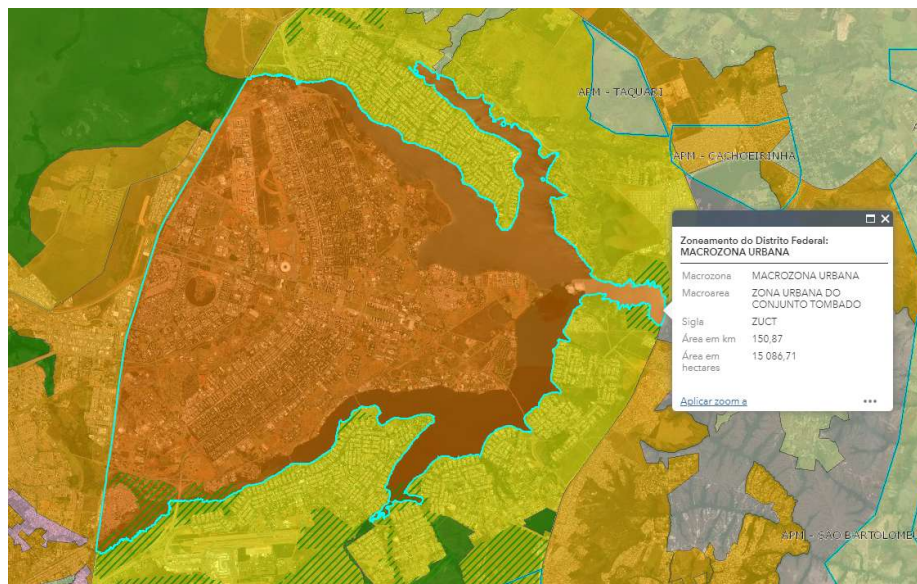 APM - TAQUARI
APM - CACHOEIRINHA
Zoneamento do Distrito Federal:
MACROZONA URBANA
Macrozona MACROZONA URBANA
Macroarea ZONA URBANA DO
CONJUNTO TOMBADO
Sigla ZUCT
Área em km 150,87
Área em 15 086,71
hectares
Aplicar zoom a
APM - SAO BARTOLOMEU